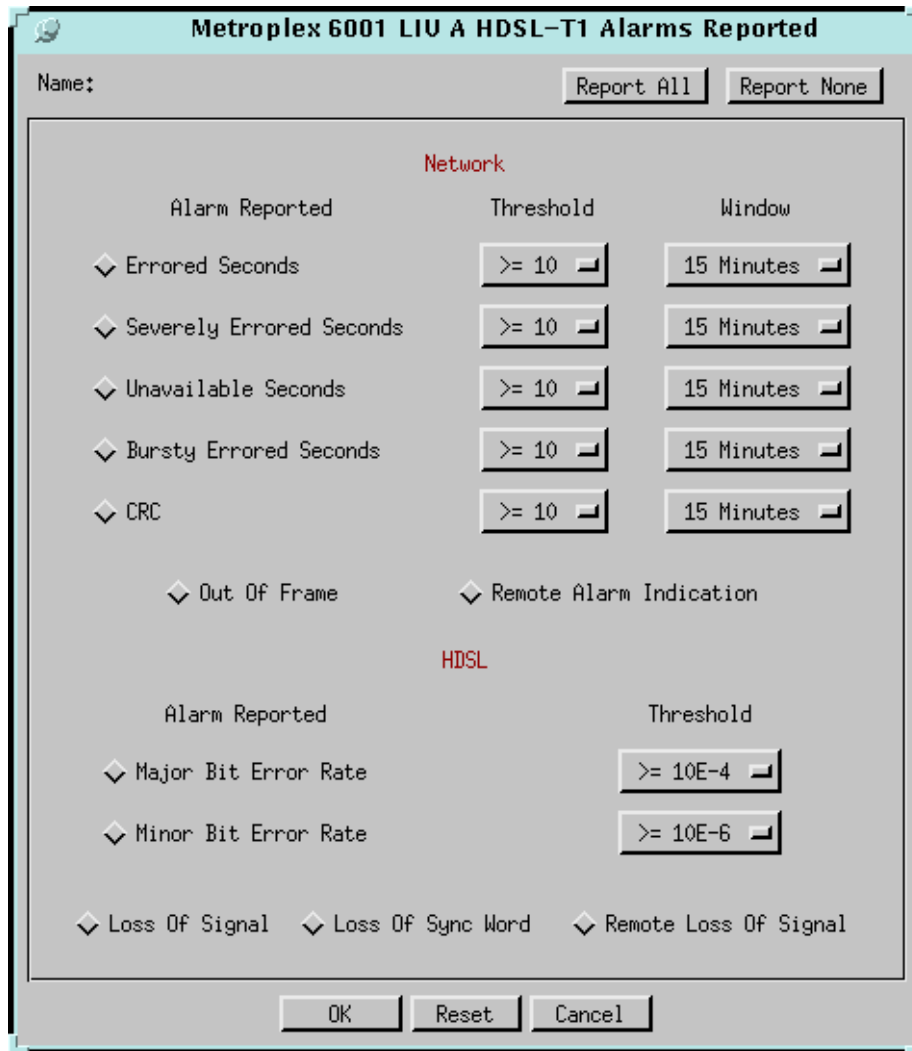 Metroplex 6001 LIU A HDSL-T1 Alarms Reported
Name:
Report All Report None
Network
Alarm Reported Threshold Window
Errored Seconds >= 10 15 Minutes
Severely Errored Seconds >= 10 15 Minutes
Unavailable Seconds >= 10 15 Minutes
Bursty Errored Seconds >= 10 15 Minutes
CRC >= 10 15 Minutes
Out Of Frame Remote Alarm Indication
HDSL
Alarm Reported Threshold
Major Bit Error Rate >= 10E-4
Minor Bit Error Rate >= 10E-6
Loss Of Signal Loss Of Sync Word Remote Loss Of Signal
OK Reset Cancel